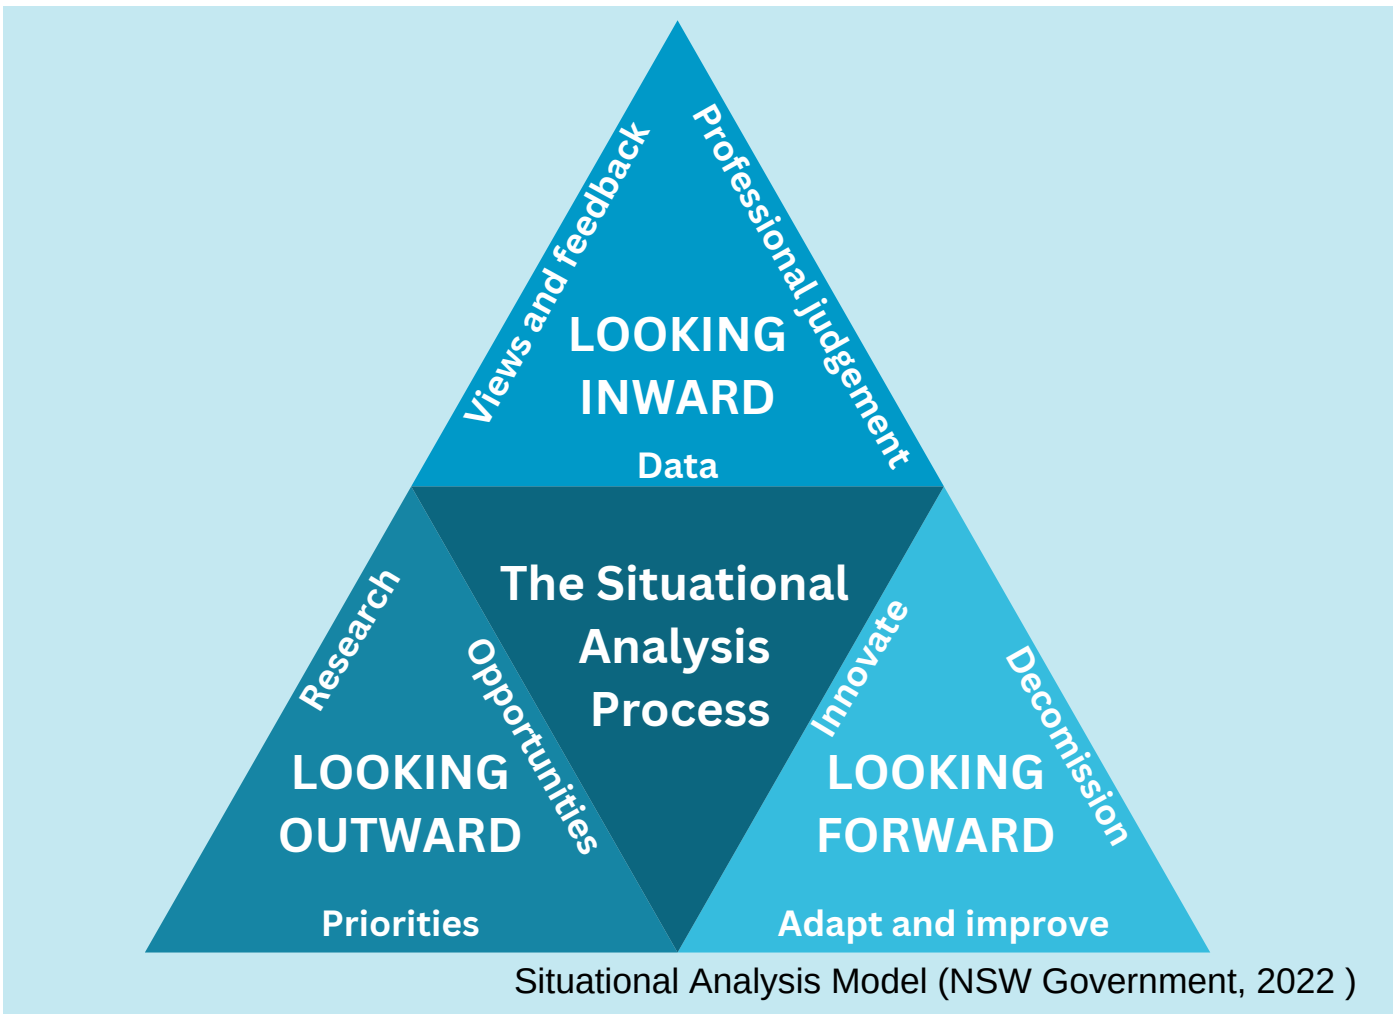 Views and feedback
Professional judgement
LOOKING
INWARD
Data
The Situational
Analysis
Process
Research
Opportunities
LOOKING
OUTWARD
Priorities
Innovate
Decomission
LOOKING
FORWARD
Adapt and improve
Situational Analysis Model (NSW Government, 2022 )